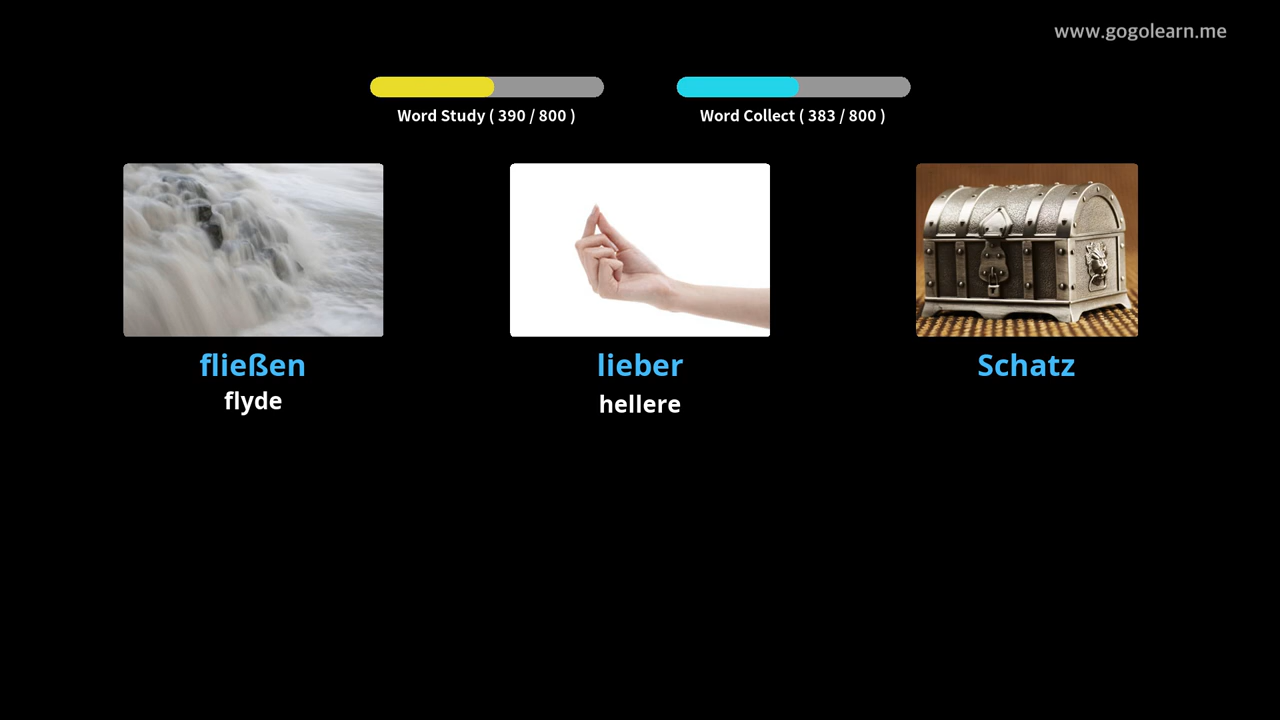 www.gogolearn.me
Word Study ( 390 / 800 )
Word Collect ( 383 / 800 )
fließen
flyde
lieber
hellere
Schatz